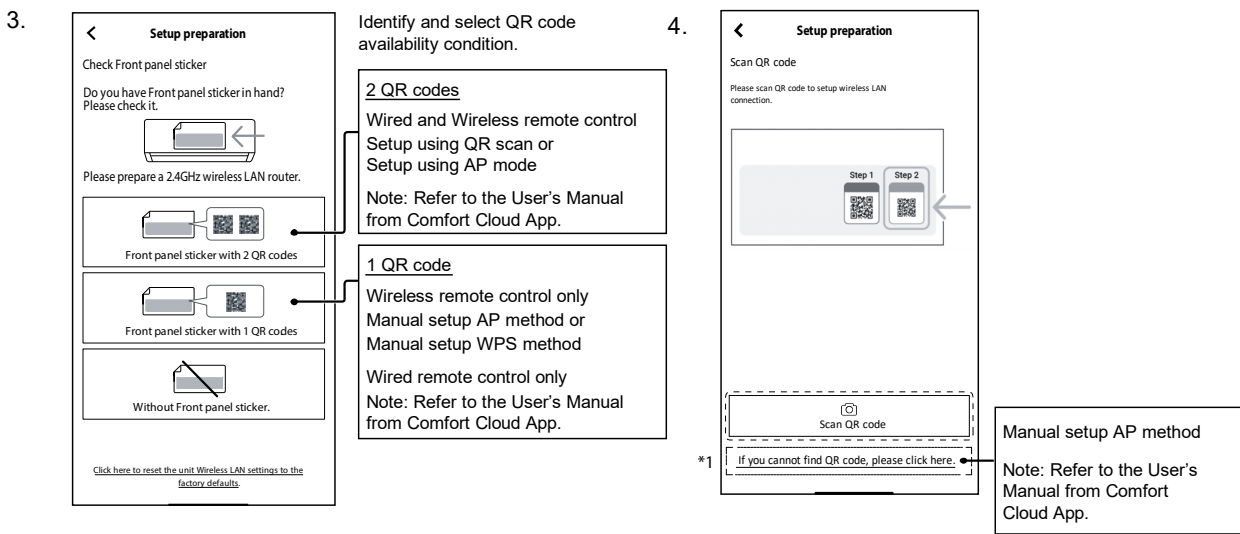 3.
Setup preparation
Check Front panel sticker
Do you have Front panel sticker in hand?
Please check it.
Please prepare a 2.4GHz wireless LAN router.
Front panel sticker with 2 QR codes
Front panel sticker with 1 QR codes
Without Front panel sticker.
Click here to reset the unit Wireless LAN settings to the
factory defaults.
Identify and select QR code
availability condition.
2 QR codes
Wired and Wireless remote control
Setup using QR scan or
Setup using AP mode
Note: Refer to the User's Manual
from Comfort Cloud App.
1 QR code
Wireless remote control only
Manual setup AP method or
Manual setup WPS method
Wired remote control only
Note: Refer to the User's Manual
from Comfort Cloud App.
4.
Setup preparation
Scan QR code
Please scan QR code to setup wireless LAN
connection.
Step 1
Step 2
Scan QR code
*1
If you cannot find QR code, please click here.
Manual setup AP method
Note: Refer to the User's
Manual from Comfort
Cloud App.